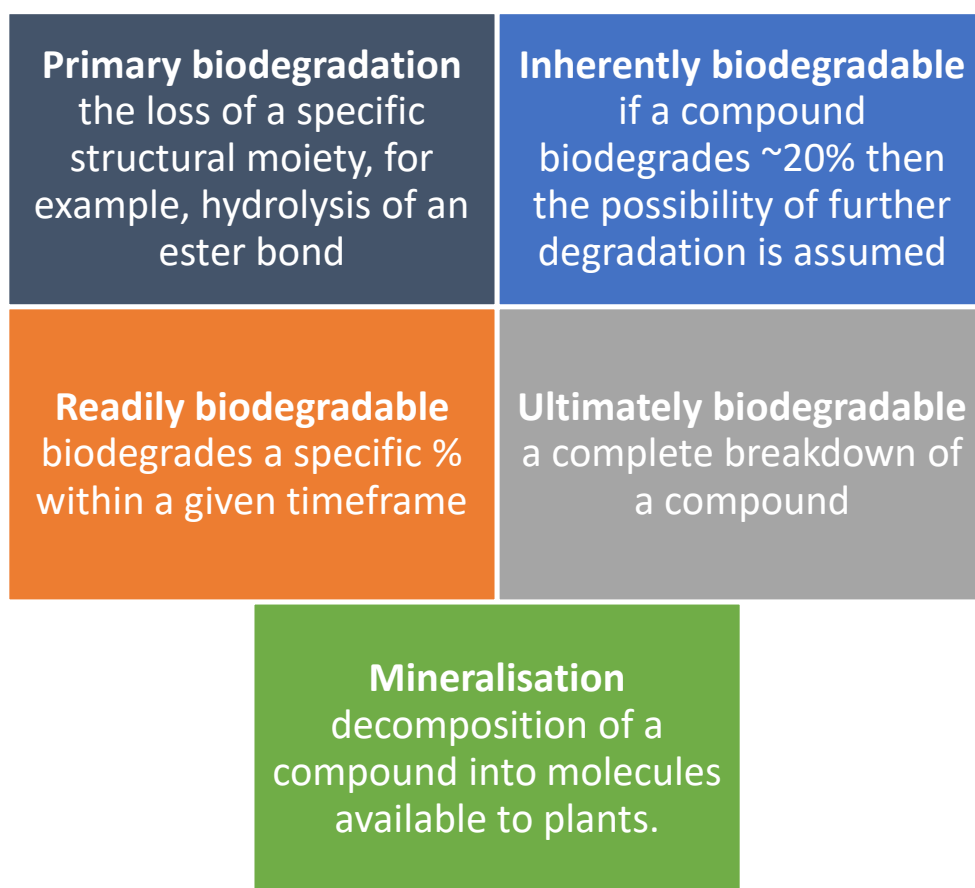 Primary biodegradation
the loss of a specific
structural moiety, for
example, hydrolysis of an
ester bond
Inherently biodegradable
if a compound
biodegrades ~20% then
the possibility of further
degradation is assumed
Readily biodegradable
biodegrades a specific %
within a given timeframe
Ultimately biodegradable
a complete breakdown of
a compound
Mineralisation
decomposition of a
compound into molecules
available to plants.